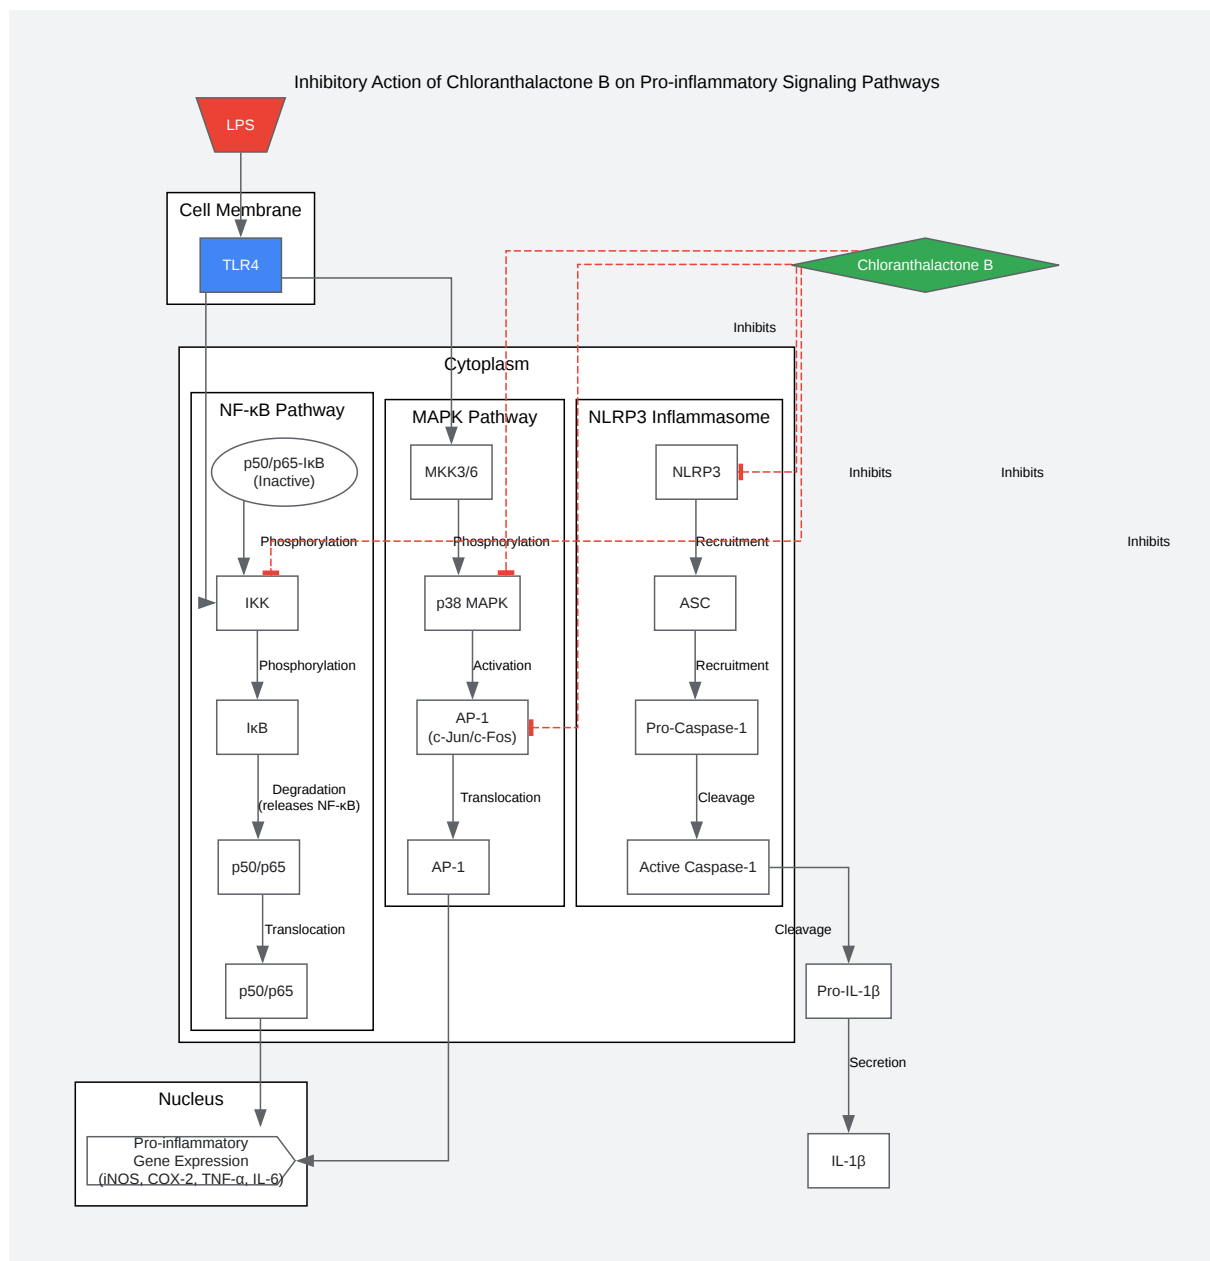 Inhibitory Action of Chloranthalactone B on Pro-inflammatory Signaling Pathways
LPS
Cell Membrane
TLR4
Chloranthalactone B
Inhibits
Cytoplasm
NF-κB Pathway
MAPK Pathway
NLRP3 Inflammasome
p50/p65-IκB
(Inactive)
MKK3/6
NLRP3
Inhibits
Inhibits
Phosphorylation
Phosphorylation
Recruitment
Inhibits
IKK
p38 MAPK
ASC
Phosphorylation
Activation
Recruitment
IκB
AP-1
(c-Jun/c-Fos)
Pro-Caspase-1
Degradation
(releases NF-κB)
Translocation
Cleavage
p50/p65
AP-1
Active Caspase-1
Translocation
Cleavage
p50/p65
Pro-IL-1β
Secretion
Nucleus
Pro-inflammatory
Gene Expression
(iNOS, COX-2, TNF-α, IL-6)
IL-1β